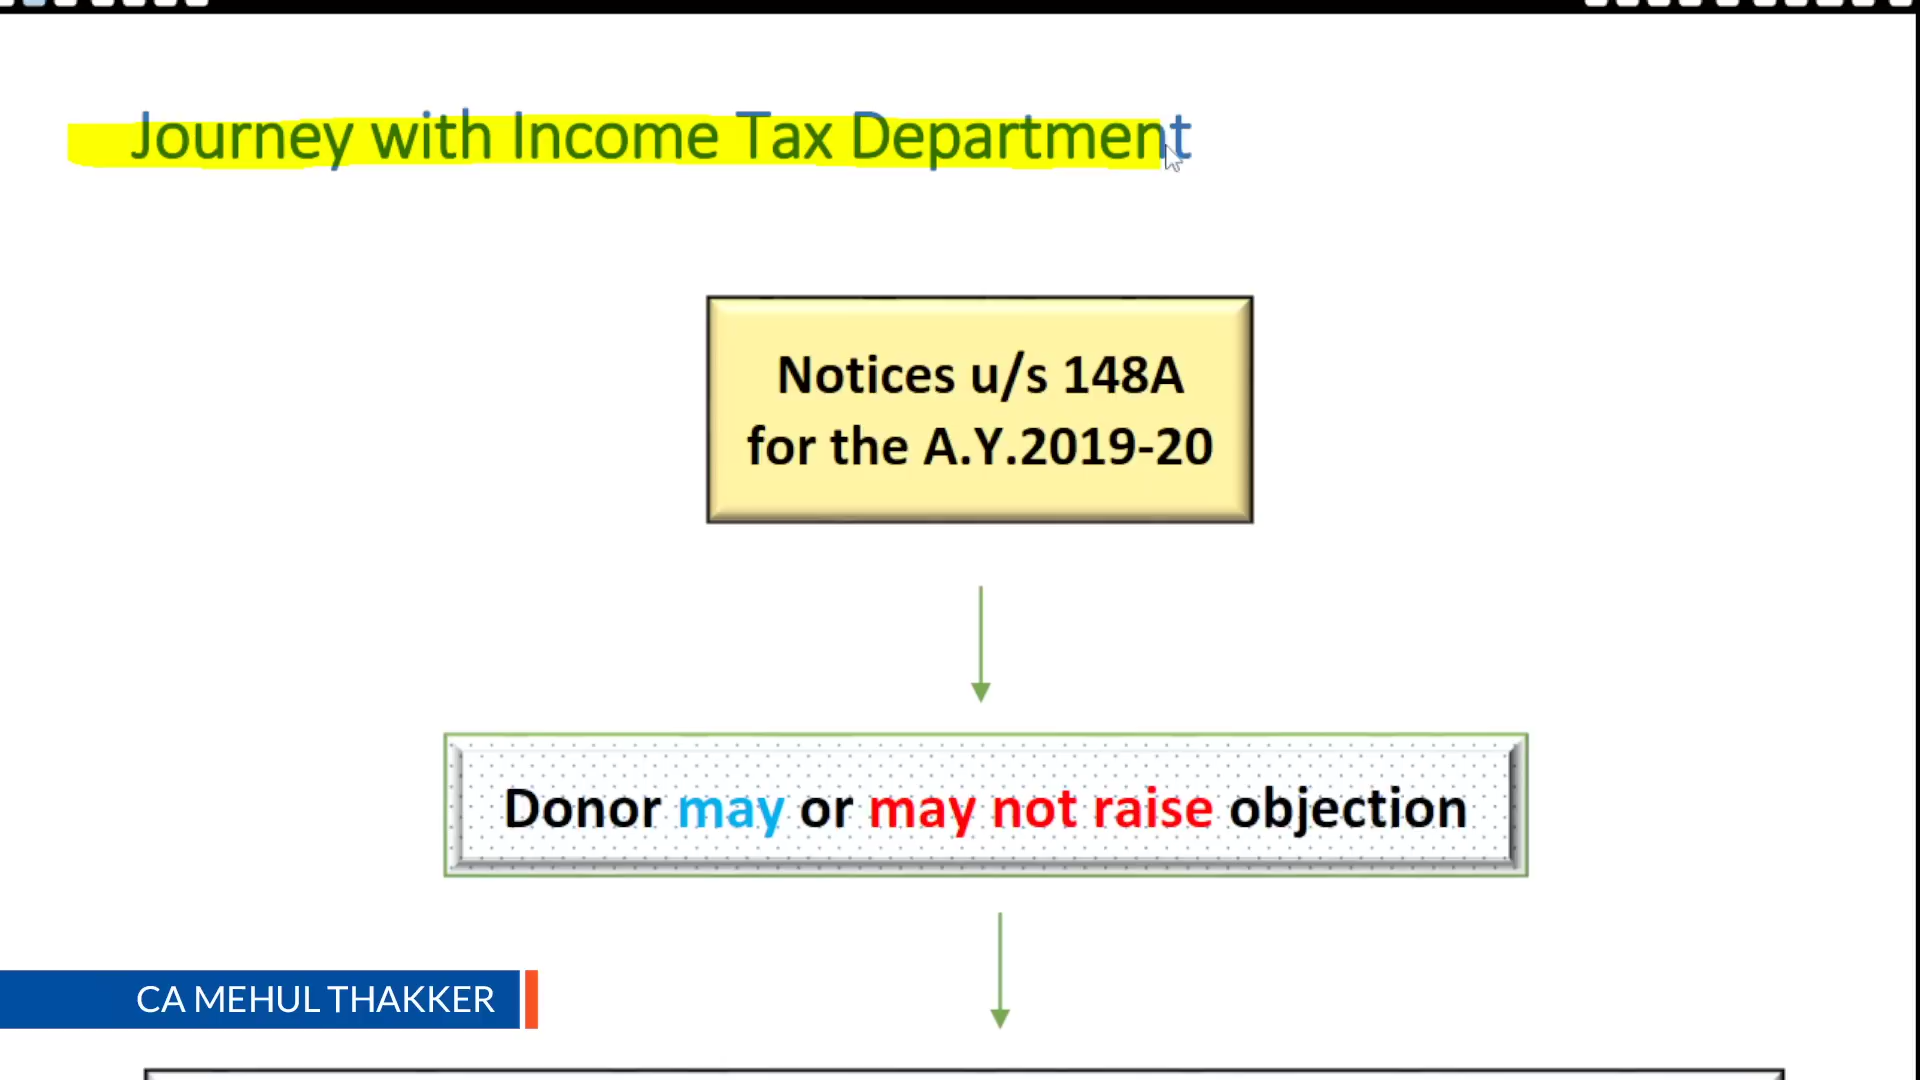 Journey with Income Tax Department
Notices u/s 148A
for the A.Y.2019-20
Donor may or may not raise objection
CA MEHUL THAKKER